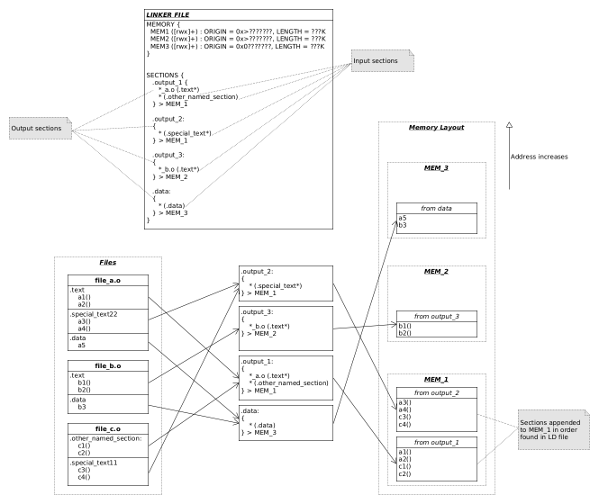 LINKER FILE
MEMORY {
MEM1 ([rwx]+) : ORIGIN = 0x>???????, LENGTH = ???K
MEM2 ([rwx]+) : ORIGIN = 0x>???????, LENGTH = ???K
MEM3 ([rwx]+) : ORIGIN = 0x0???????, LENGTH = ???K
}
SECTIONS {
.output_1 {
*_a.o (.text*)
* (.other_named_section)
} > MEM_1
.output_2:
{
* (.special_text*)
} > MEM_1
.output_3:
{
*_b.o (.text*)
} > MEM_2
.data:
{
* (.data)
} > MEM_3
}
Input sections
Output sections
Address increases
Files
file_a.o
.text
a1()
a2()
.special_text22
a3()
a4()
.data
a5
file_b.o
.text
b1()
b2()
.data
b3
file_c.o
.other_named_section:
c1()
c2()
.special_text11
c3()
c4()
.output_2:
{
* (.special_text*)
} > MEM_1
.output_3:
{
*_b.o (.text*)
} > MEM_2
.output_1:
{
*_a.o (.text*)
* (.other_named_section)
} > MEM_1
.data:
{
* (.data)
} > MEM_3
Memory Layout
MEM_3
from data
a5
b3
MEM_2
from output_3
b1()
b2()
MEM_1
from output_2
a3()
a4()
c3()
c4()
from output_1
a1()
a2()
c1()
c2()
Sections appended
to MEM_1 in order
found in LD file